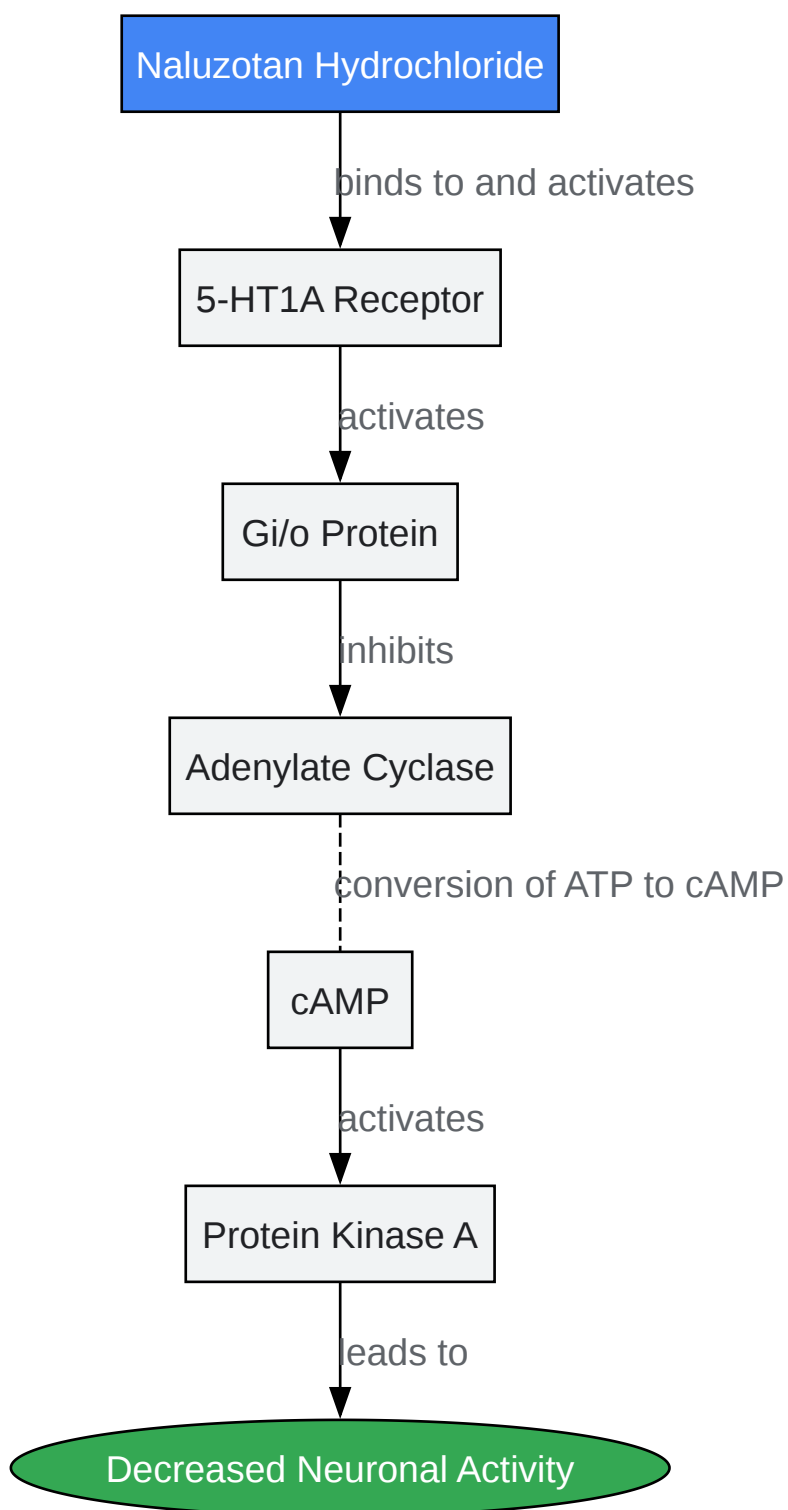 Naluzotan Hydrochloride
binds to and activates
5-HT1A Receptor
activates
Gi/o Protein
inhibits
Adenylate Cyclase
conversion of ATP to cAMP
cAMP
activates
Protein Kinase A
leads to
Decreased Neuronal Activity